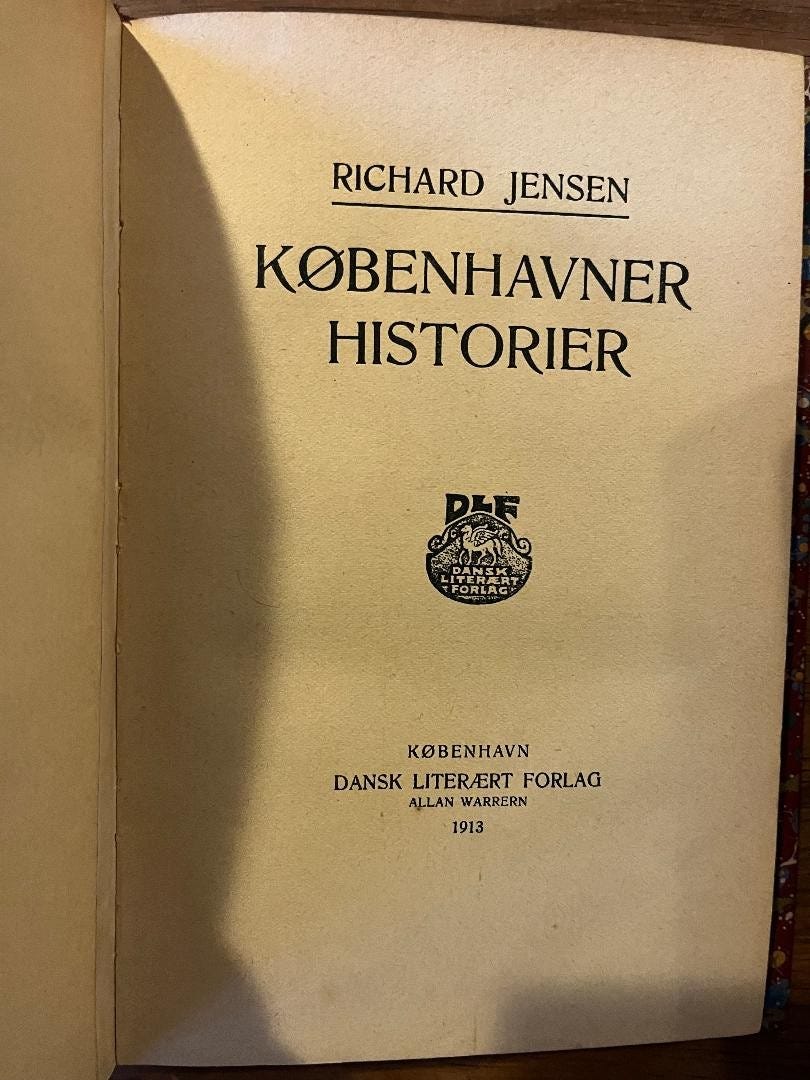 RICHARD JENSEN
KØBENHAVNER
HISTORIER
DLF
DANSK
LITERÆRT
FORLAG
KØBENHAVN
DANSK LITERÆRT FORLAG
ALLAN WARRERN
1913